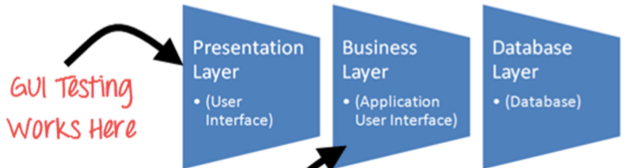 GUI Testing
Works Here
Presentation
Layer
• (User
Interface)
Business
Layer
• (Application
User Interface)
Database
Layer
• (Database)